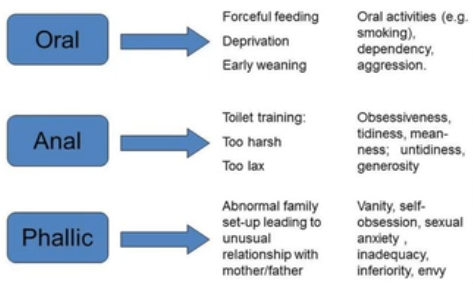 Oral
Forceful feeding
Deprivation
Early weaning
Oral activities (e.g.
smoking),
dependency,
aggression.
Anal
Toilet training:
Too harsh
Too lax
Obsessiveness,
tidiness, mean-
ness; untidiness,
generosity
Phallic
Abnormal family
set-up leading to
unusual
relationship with
mother/father
Vanity, self-
obsession, sexual
anxiety ,
inadequacy,
inferiority, envy